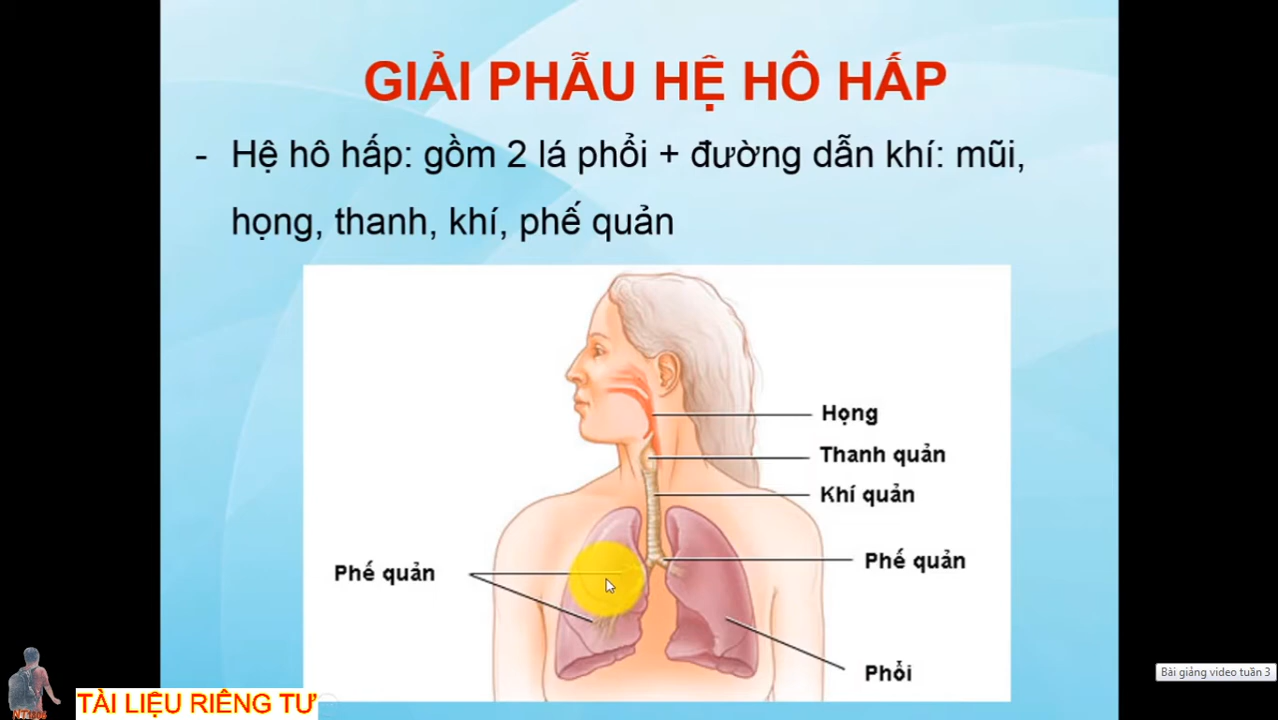 GIẢI PHẪU HỆ HÔ HẤP
- Hệ hô hấp: gồm 2 lá phổi + đường dẫn khí: mũi,
họng, thanh, khí, phế quản
Họng
Thanh quản
Khí quản
Phế quản
Phế quản
Phổi
Bài giảng video tuần 3
TÀI LIỆU RIÊNG TƯ